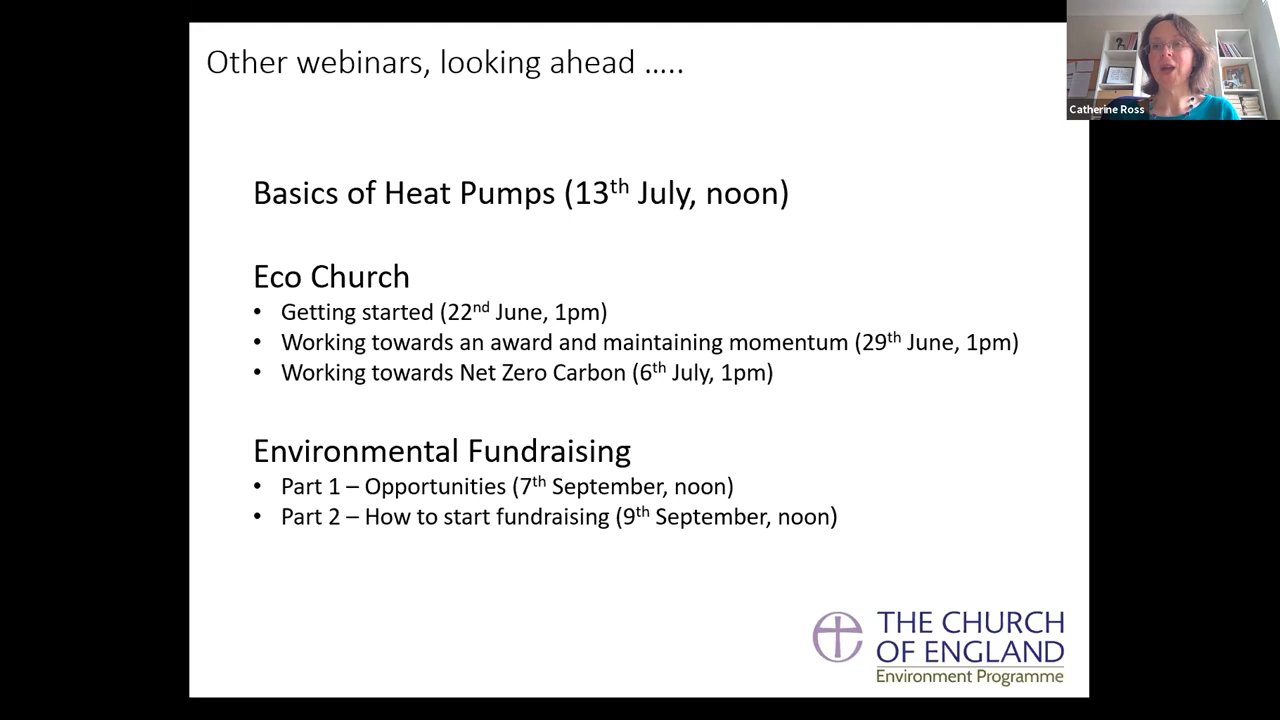 Other webinars, looking ahead .....
Catherine Ross
Basics of Heat Pumps (13th July, noon)
Eco Church
• Getting started (22nd June, 1pm)
• Working towards an award and maintaining momentum (29th June, 1pm)
• Working towards Net Zero Carbon (6th July, 1pm)
Environmental Fundraising
• Part 1 – Opportunities (7th September, noon)
• Part 2 – How to start fundraising (9th September, noon)
THE CHURCH
OF ENGLAND
Environment Programme